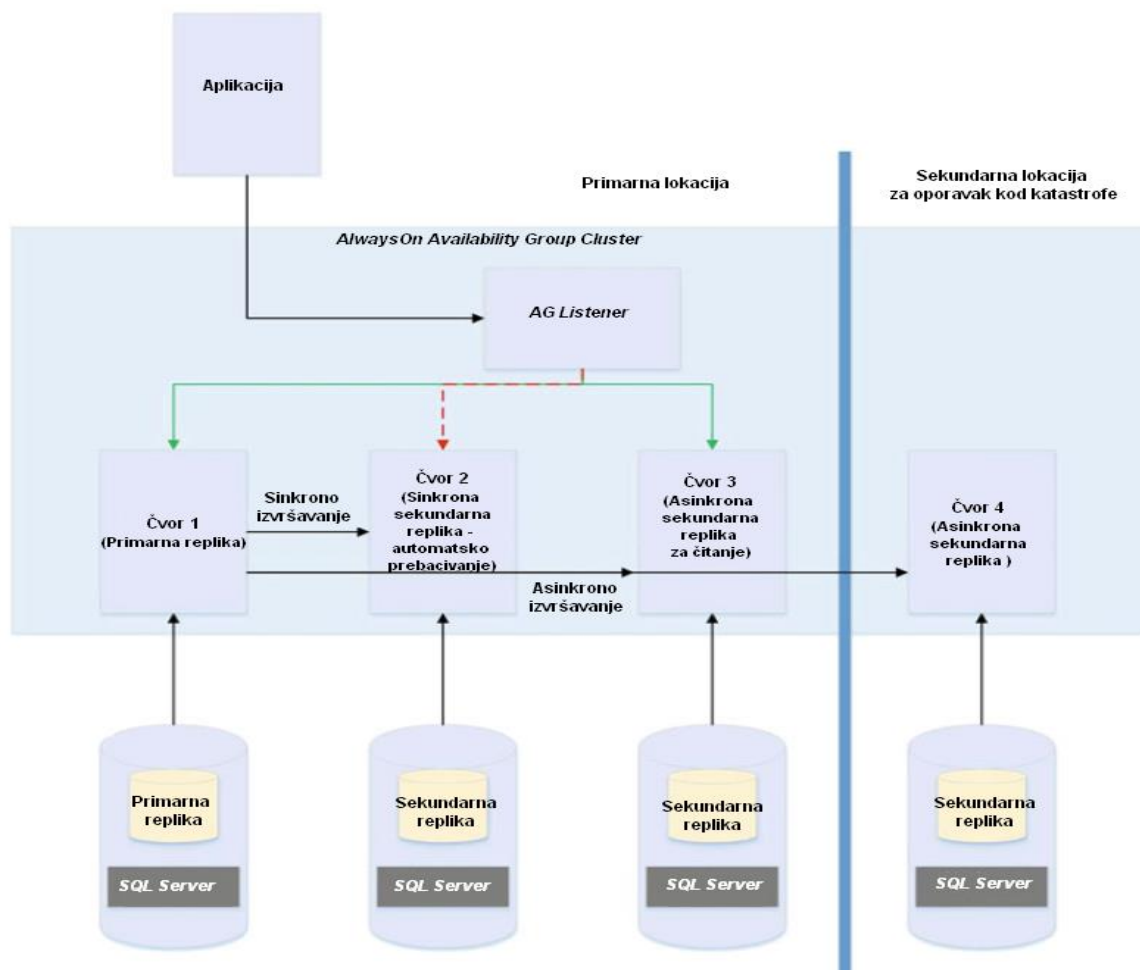 Aplikacija
Primarna lokacija
Sekundarna lokacija
za oporavak kod katastrofe
AlwaysOn Availability Group Cluster
AG Listener
Čvor 1
(Primarna replika)
Sinkrono
izvršavanje
Čvor 2
(Sinkrona
sekundarna
replika -
automatsko
prebacivanje)
Asinkrono
izvršavanje
Čvor 3
(Asinkrona
sekundarna
replika
za čitanje)
Čvor 4
(Asinkrona
sekundarna
replika )
Primarna
replika
SQL Server
Sekundarna
replika
SQL Server
Sekundarna
replika
SQL Server
Sekundarna
replika
SQL Server